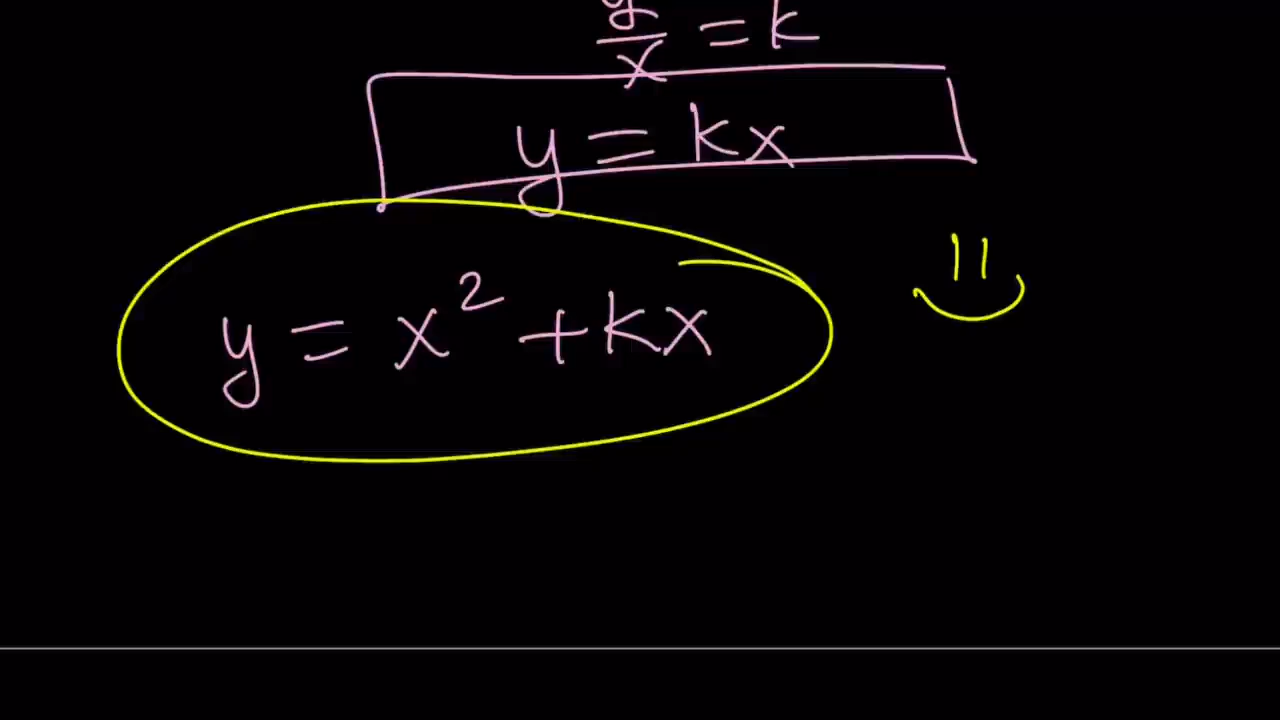 y/x = k
y = kx
y = x² + kx